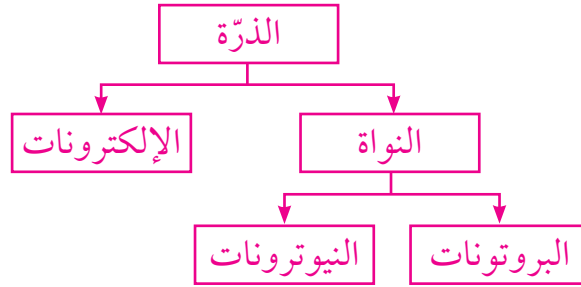 الذرّة
النواة
الإلكترونات
البروتونات
النيوترونات